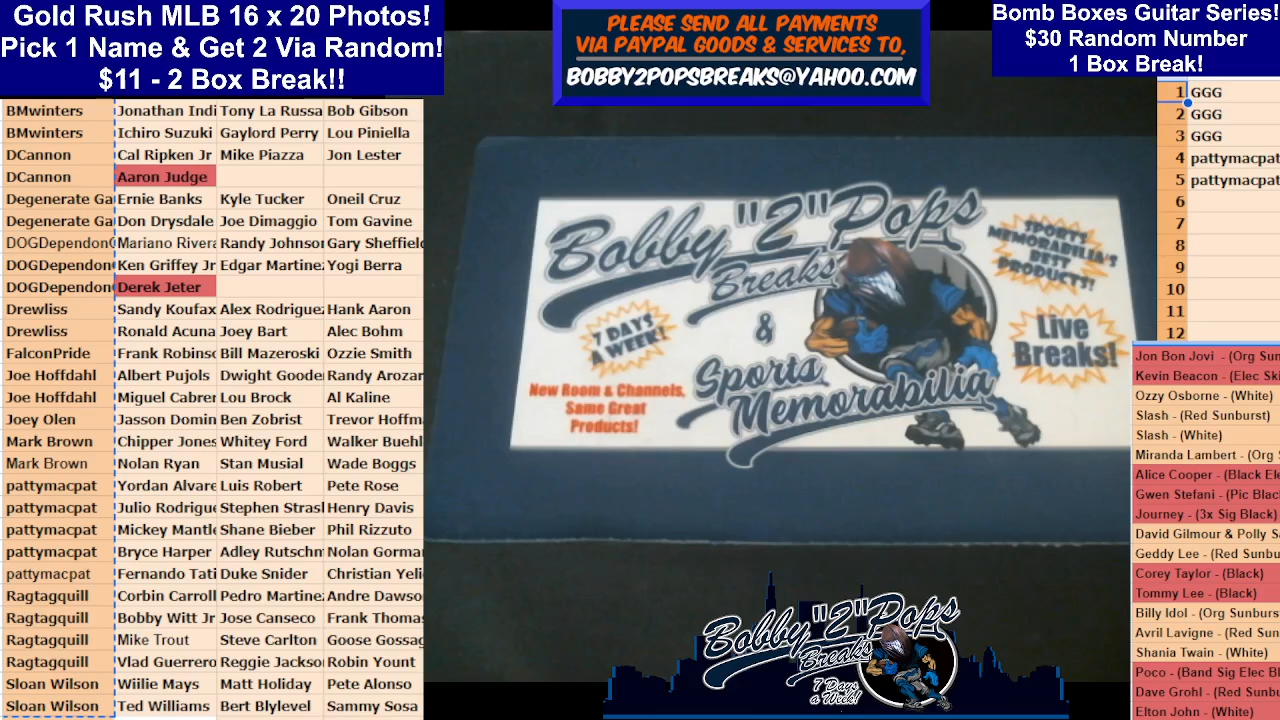 Gold Rush MLB 16 x 20 Photos!
Pick 1 Name & Get 2 Via Random!
$11 - 2 Box Break!!
PLEASE SEND ALL PAYMENTS
VIA PAYPAL GOODS & SERVICES TO,
BOBBY2POPSBREAKS@YAHOO.COM
Bomb Boxes Guitar Series!
$30 Random Number
1 Box Break!
BMwinters Jonathan Indi Tony La Russa Bob Gibson
BMwinters Ichiro Suzuki Gaylord Perry Lou Piniella
DCannon Cal Ripken Jr Mike Piazza Jon Lester
DCannon Aaron Judge
Degenerate Ga Ernie Banks Kyle Tucker Oneil Cruz
Degenerate Ga Don Drysdale Joe Dimaggio Tom Gavine
DOGDependon Mariano Rivera Randy Johnson Gary Sheffield
DOGDependon Ken Griffey Jr Edgar Martinez Yogi Berra
DOGDependon Derek Jeter
Drewliss Sandy Koufax Alex Rodriguez Hank Aaron
Drewliss Ronald Acuna Joey Bart Alec Bohm
FalconPride Frank Robins Bill Mazeroski Ozzie Smith
Joe Hoffdahl Albert Pujols Dwight Goode Randy Arozar
Joe Hoffdahl Miguel Cabrer Lou Brock Al Kaline
Joey Olen Jasson Domin Ben Zobrist Trevor Hoffm
Mark Brown Chipper Jones Whitey Ford Walker Buehl
Mark Brown Nolan Ryan Stan Musial Wade Boggs
pattymacpat Yordan Alvare Luis Robert Pete Rose
pattymacpat Julio Rodrigue Stephen Stras Henry Davis
pattymacpat Mickey Mantle Shane Bieber Phil Rizzuto
pattymacpat Bryce Harper Adley Rutschn Nolan Gorma
pattymacpat Fernando Tati Duke Snider Christian Yeli
Ragtagquill Corbin Carroll Pedro Martine Andre Dawso
Ragtagquill Bobby Witt Jr Jose Canseco Frank Thomas
Ragtagquill Mike Trout Steve Carlton Goose Gossag
Ragtagquill Vlad Guerrero Reggie Jackso Robin Yount
Sloan Wilson Wiilie Mays Matt Holiday Pete Alonso
Sloan Wilson Ted Williams Bert Blylevel Sammy Sosa
Bobby "2" Pops
Breaks
&
Sports
Memorabilia
7 DAYS
A WEEK!
New Room & Channels,
Same Great
Products!
SPORTS
MEMORABILIA'S
BEST
PRODUCTS!
Live
Breaks!
1 GGG
2 GGG
3 GGG
4 pattymacpat
5 pattymacpat
6
7
8
9
10
11
12
Jon Bon Jovi - (Org Sun
Kevin Beacon - (Elec Ski
Ozzy Osborne - (White)
Slash - (Red Sunburst)
Slash - (White)
Miranda Lambert - (Org S
Alice Cooper - (Black Ele
Gwen Stefani - (Pic Blac
Journey - (3x Sig Black)
David Gilmour & Polly S
Geddy Lee - (Red Sunbu
Corey Taylor - (Black)
Tommy Lee - (Black)
Billy Idol - (Org Sunburst
Avril Lavigne - (Red Sun
Shania Twain - (White)
Poco - (Band Sig Elec Bl
Dave Grohl - (Red Sunbu
Elton John - (White)
Bobby "2" Pops
Breaks
7 Days
a Week!